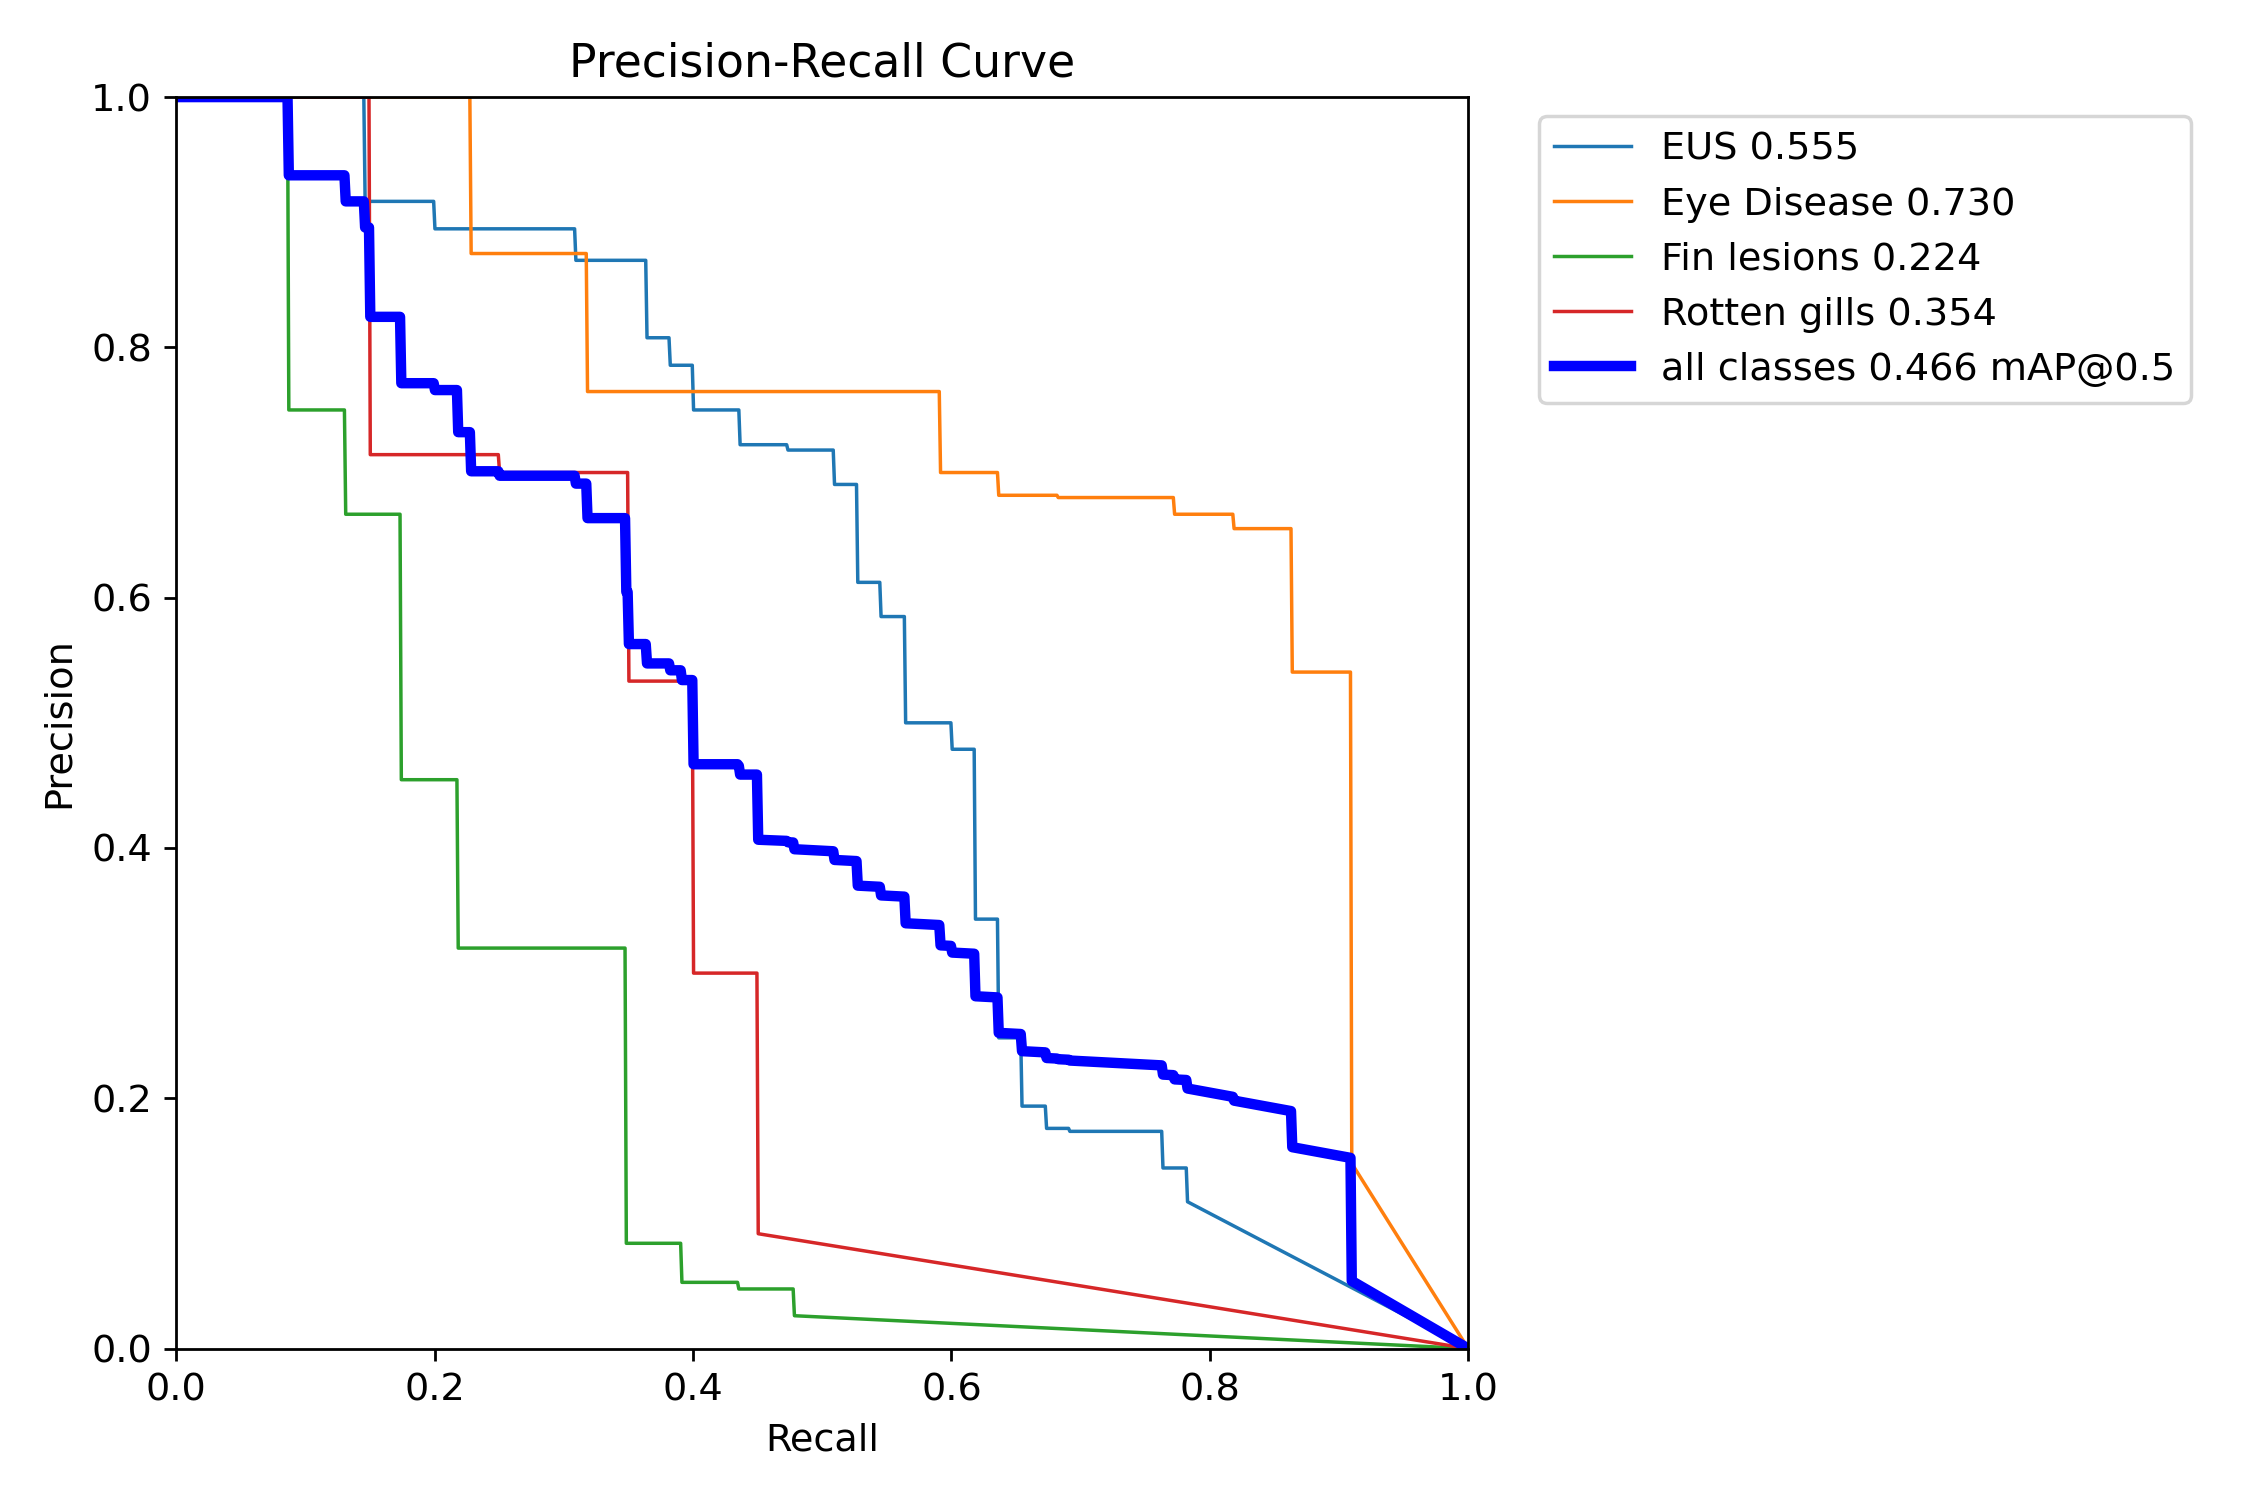 Precision-Recall Curve
1.0
0.8
0.6
0.4
0.2
0.0
Precision
0.0 0.2 0.4 0.6 0.8 1.0
Recall
EUS 0.555
Eye Disease 0.730
Fin lesions 0.224
Rotten gills 0.354
all classes 0.466 mAP@0.5